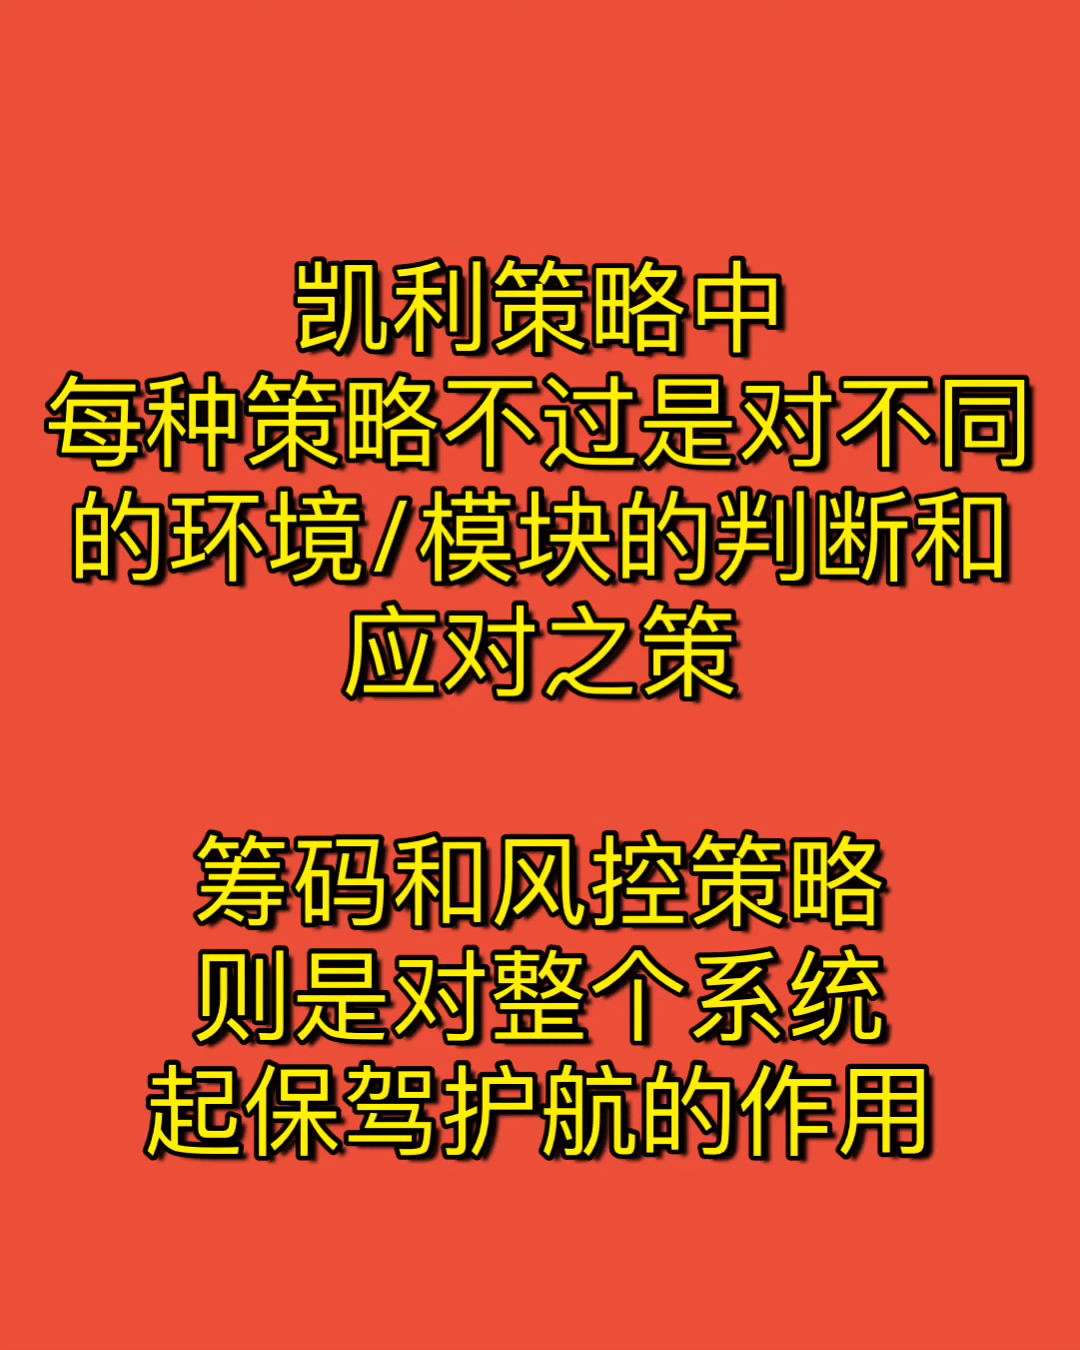 凯利策略中
每种策略不过是对不同
的环境/模块的判断和
应对之策
筹码和风控策略
则是对整个系统
起保驾护航的作用